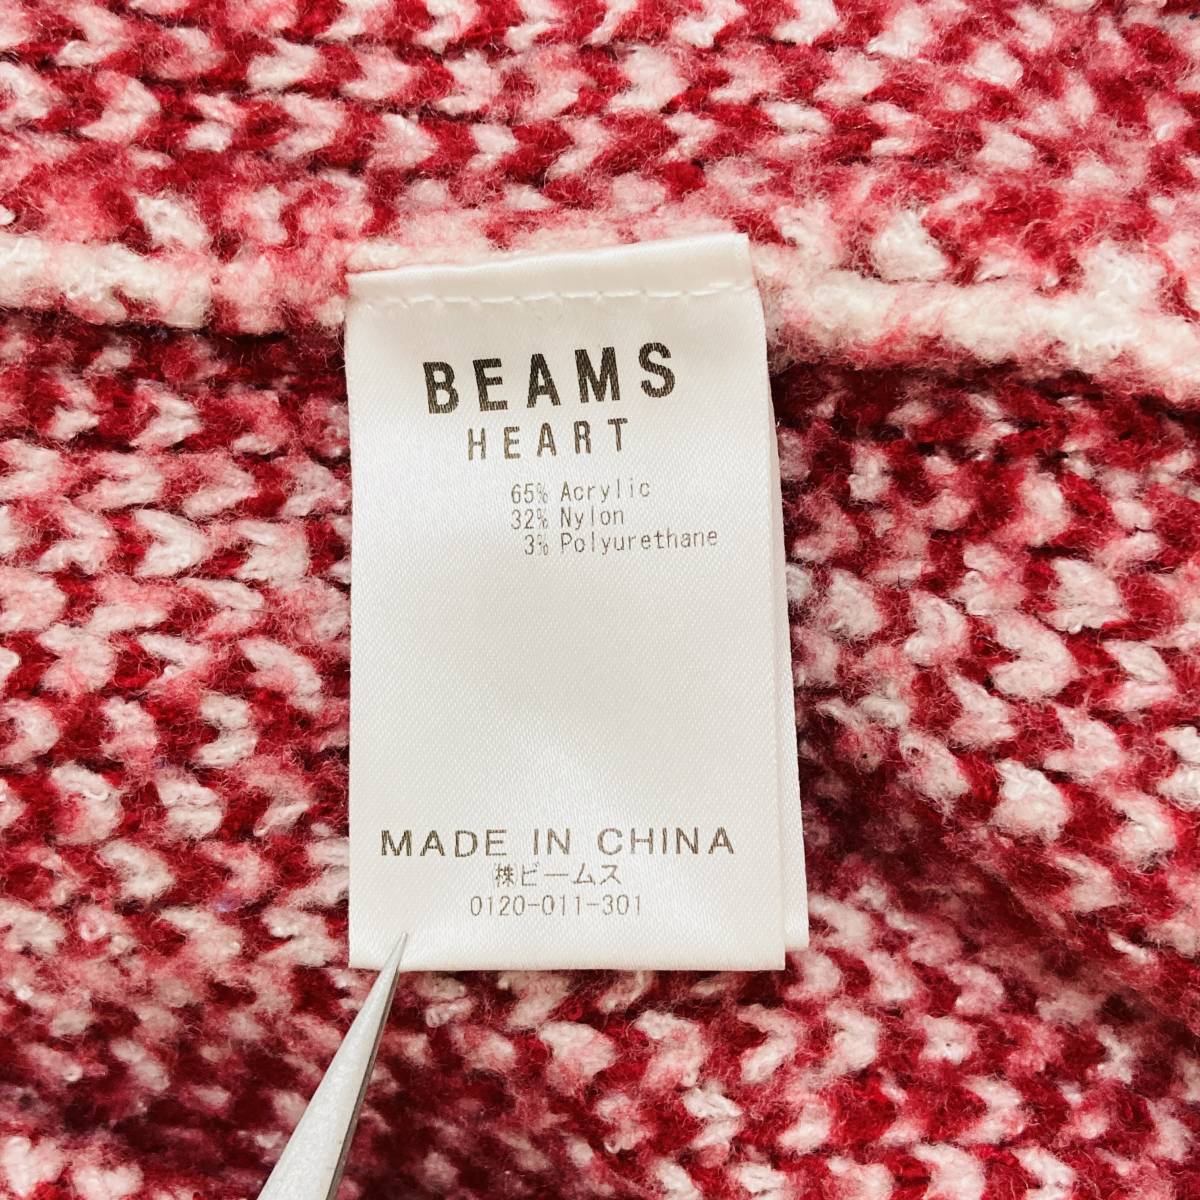 BEAMS
HEART
65% Acrylic
32% Nylon
3% Polyurethane
MADE IN CHINA
㈱ビームス
0120-011-301